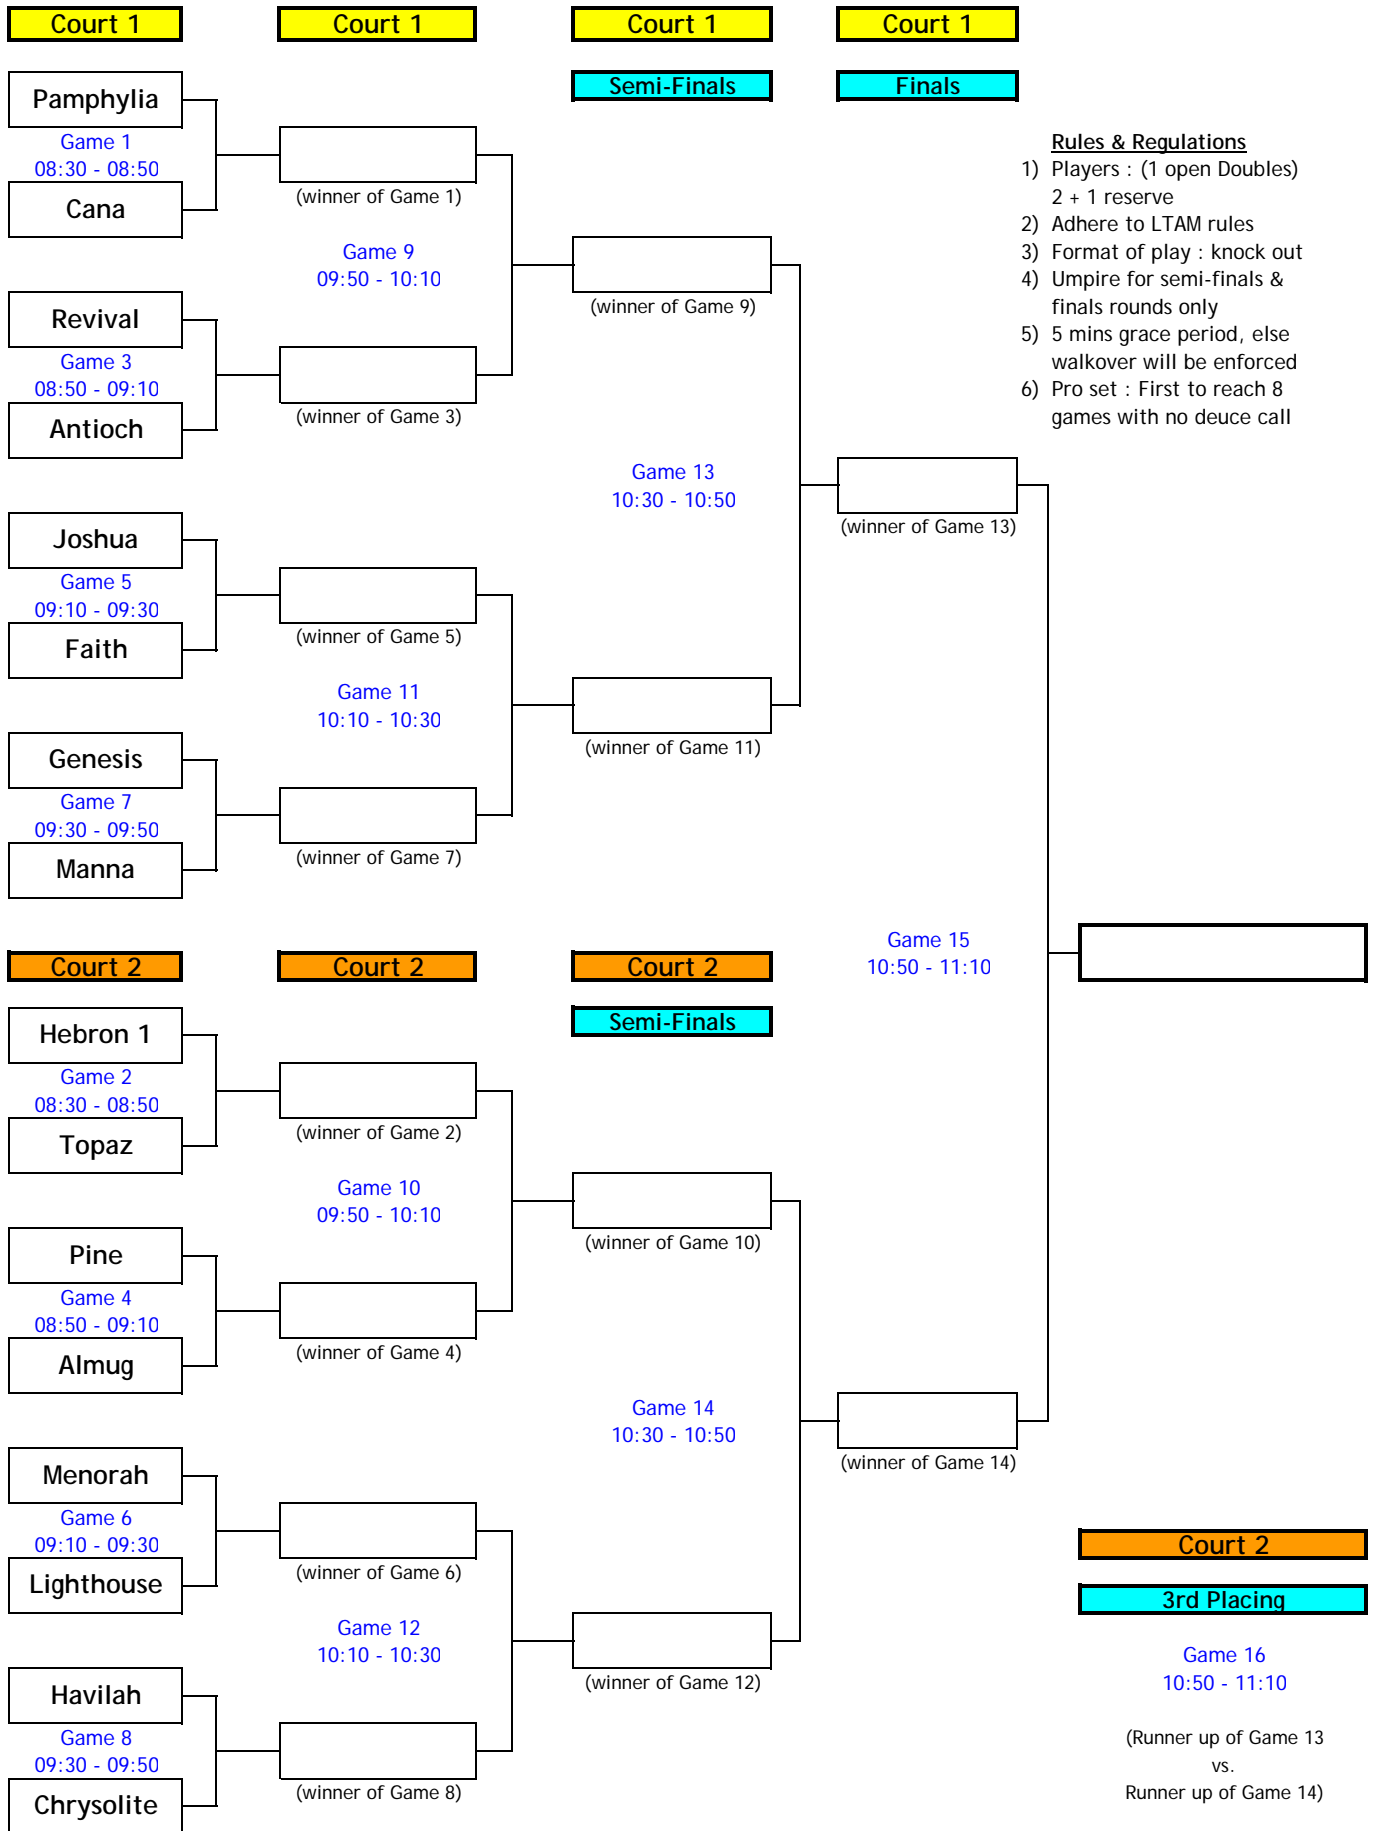 Court 1
Court 1
Court 1
Court 1
Semi-Finals
Finals
Pamphylia
Game 1
08:30 - 08:50
Cana
(winner of Game 1)
Game 9
09:50 - 10:10
Revival
Game 3
08:50 - 09:10
Antioch
(winner of Game 3)
(winner of Game 9)
Rules & Regulations
1) Players : (1 open Doubles)
2 + 1 reserve
2) Adhere to LTAM rules
3) Format of play : knock out
4) Umpire for semi-finals &
finals rounds only
5) 5 mins grace period, else
walkover will be enforced
6) Pro set : First to reach 8
games with no deuce call
Game 13
10:30 - 10:50
(winner of Game 13)
Joshua
Game 5
09:10 - 09:30
Faith
(winner of Game 5)
Game 11
10:10 - 10:30
(winner of Game 11)
Genesis
Game 7
09:30 - 09:50
Manna
(winner of Game 7)
Game 15
10:50 - 11:10
Court 2
Court 2
Court 2
Semi-Finals
Hebron 1
Game 2
08:30 - 08:50
Topaz
(winner of Game 2)
Game 10
09:50 - 10:10
(winner of Game 10)
Pine
Game 4
08:50 - 09:10
Almug
(winner of Game 4)
Game 14
10:30 - 10:50
(winner of Game 14)
Menorah
Game 6
09:10 - 09:30
Lighthouse
(winner of Game 6)
Game 12
10:10 - 10:30
(winner of Game 12)
Havilah
Game 8
09:30 - 09:50
Chrysolite
(winner of Game 8)
Court 2
3rd Placing
Game 16
10:50 - 11:10
(Runner up of Game 13
vs.
Runner up of Game 14)